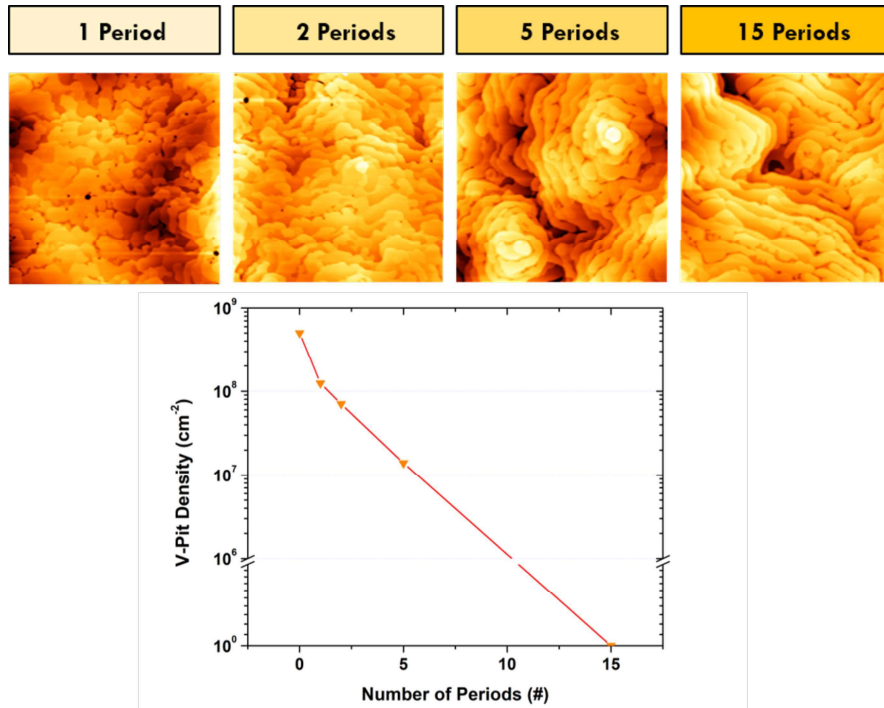 1 Period 2 Periods 5 Periods 15 Periods
V-Pit Density (cm⁻²)
10⁹
10⁸
10⁷
10⁶
10⁰
0 5 10 15
Number of Periods (#)